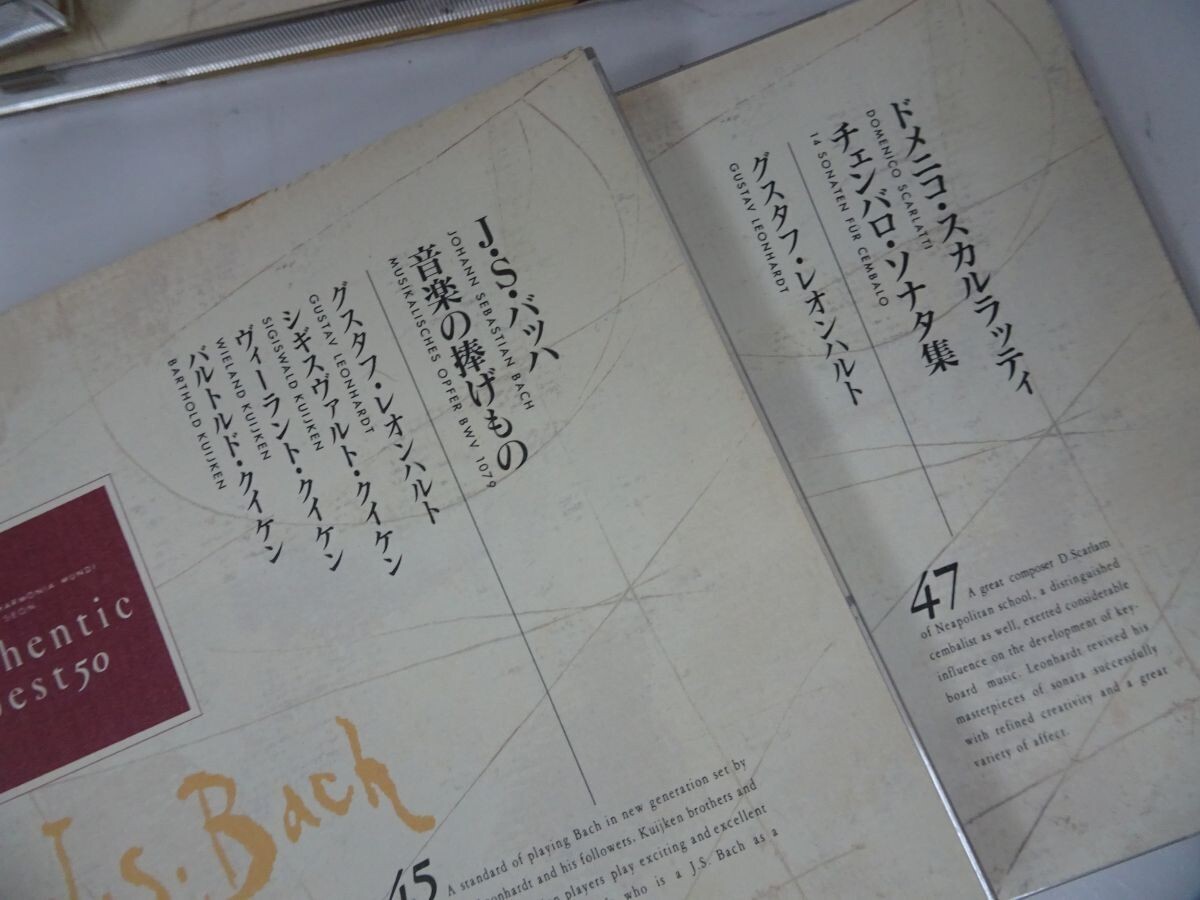 ドメニコ・スカルラッティ
DOMENICO SCARLATTI
チェンバロ・ソナタ集
14 SONATEN FÜR CEMBALO
グスタフ・レオンハルト
GUSTAV LEONHARDT
47 A great composer D.Scarlatti
of Neapolitan school, a distinguished
cembalist as well, exerted considerable
influence on the development of key-
board music. Leonhardt revived his
masterpieces of sonata successfully
with refined creativity and a great
variety of affect.
J・S・バッハ
JOHANN SEBASTIAN BACH
音楽の捧げもの
MUSIKALISCHES OPFER BWV 1079
グスタフ・レオンハルト
GUSTAV LEONHARDT
シギスヴァルト・クイケン
SIGISWALD KUIJKEN
ヴィーラント・クイケン
WIELAND KUIJKEN
バルトルド・クイケン
BARTHOLD KUIJKEN
ARMONIA MUNDI
SEON
hentic
best 50
J.S. Bach
45 A standard of playing Bach in new generation set by
eonhardt and his followers. Kuijken brothers and
players play exciting and excellent
who is a J.S. Bach as a